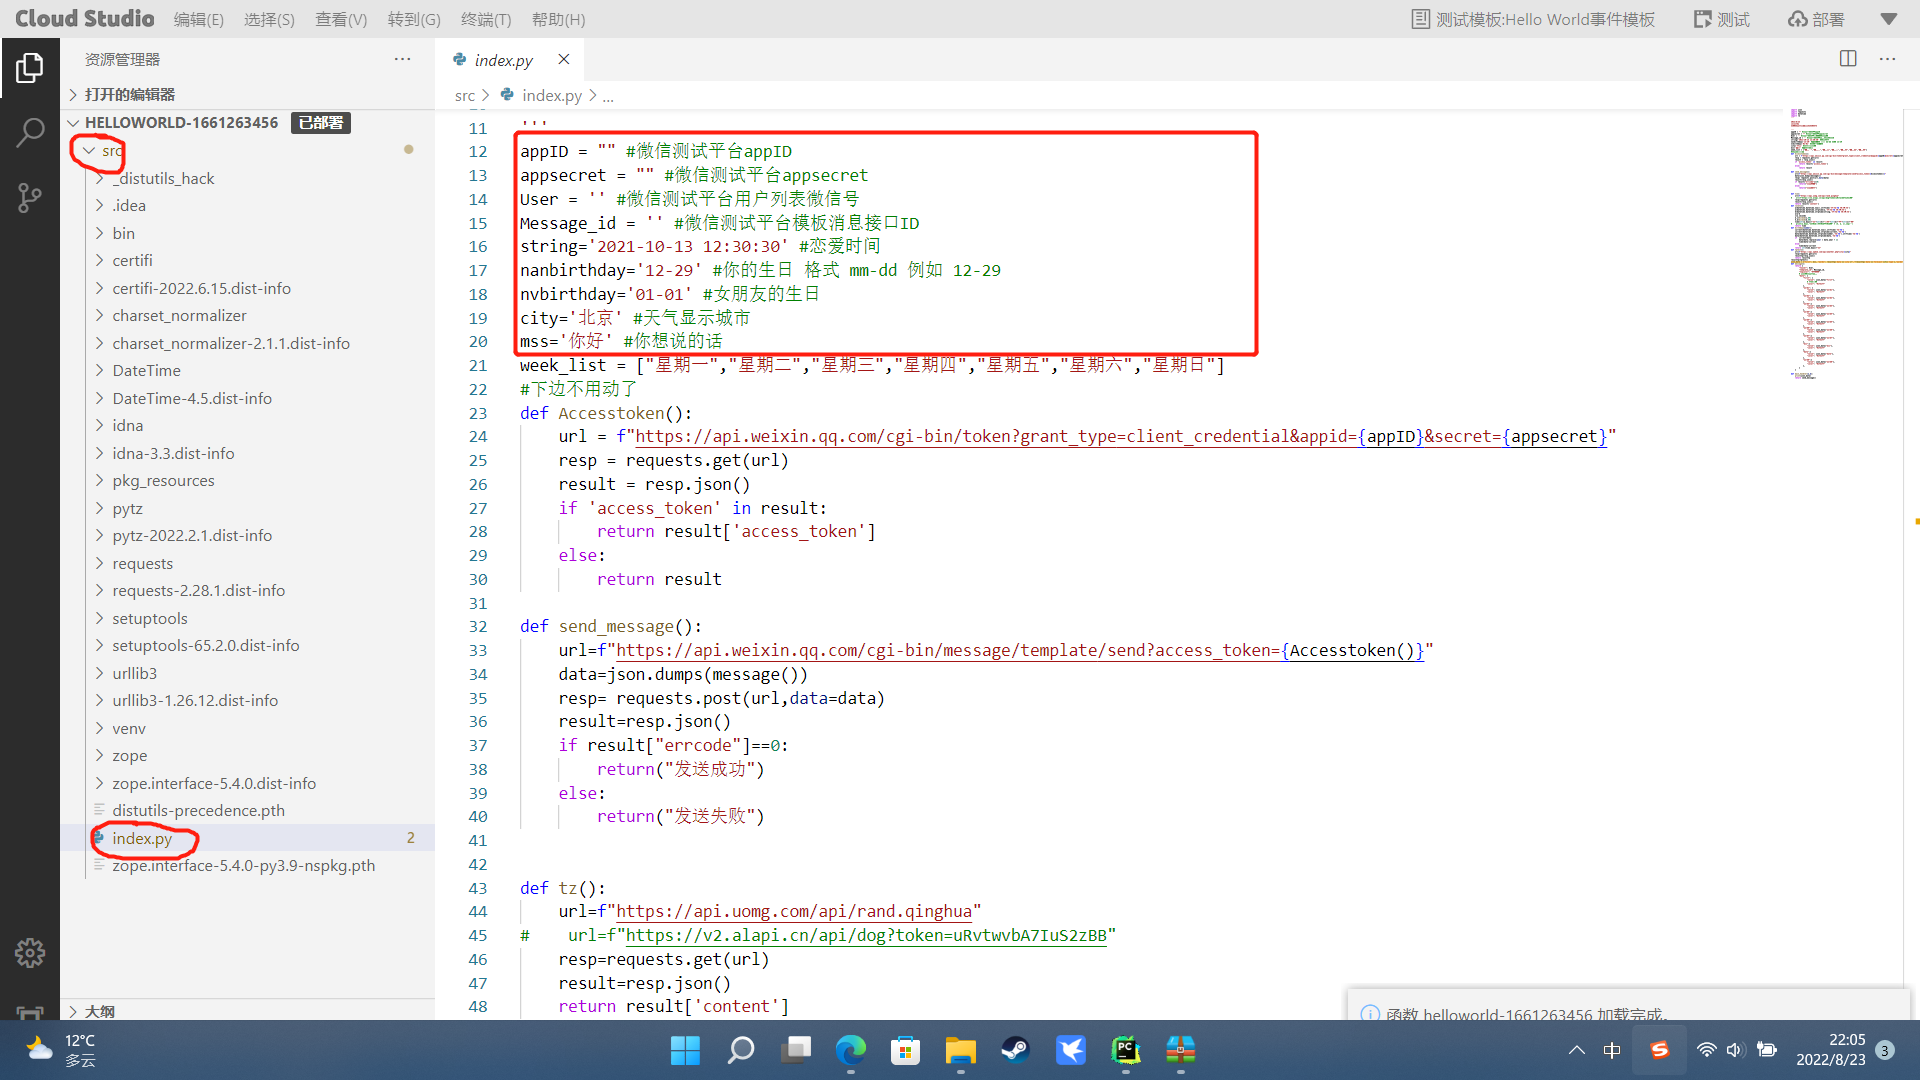 Cloud Studio 编辑(E) 选择(S) 查看(V) 转到(G) 终端(T) 帮助(H) 测试模板:Hello World事件模板 测试 部署
资源管理器 ···
打开的编辑器
HELLOWORLD-1661263456 已部署
src
_distutils_hack
.idea
bin
certifi
certifi-2022.6.15.dist-info
charset_normalizer
charset_normalizer-2.1.1.dist-info
DateTime
DateTime-4.5.dist-info
idna
idna-3.3.dist-info
pkg_resources
pytz
pytz-2022.2.1.dist-info
requests
requests-2.28.1.dist-info
setuptools
setuptools-65.2.0.dist-info
urllib3
urllib3-1.26.12.dist-info
venv
zope
zope.interface-5.4.0.dist-info
distutils-precedence.pth
index.py 2
zope.interface-5.4.0-py3.9-nspkg.pth
大纲
index.py ×
src > index.py > ...
11 '''
12 appID = "" #微信测试平台appID
13 appsecret = "" #微信测试平台appsecret
14 User = '' #微信测试平台用户列表微信号
15 Message_id = '' #微信测试平台模板消息接口ID
16 string='2021-10-13 12:30:30' #恋爱时间
17 nanbirthday='12-29' #你的生日 格式 mm-dd 例如 12-29
18 nvbirthday='01-01' #女朋友的生日
19 city='北京' #天气显示城市
20 mss='你好' #你想说的话
21 week_list = ["星期一","星期二","星期三","星期四","星期五","星期六","星期日"]
22 #下边不用动了
23 def Accesstoken():
24     url = f"https://api.weixin.qq.com/cgi-bin/token?grant_type=client_credential&appid={appID}&secret={appsecret}"
25     resp = requests.get(url)
26     result = resp.json()
27     if 'access_token' in result:
28         return result['access_token']
29     else:
30         return result
31
32 def send_message():
33     url=f"https://api.weixin.qq.com/cgi-bin/message/template/send?access_token={Accesstoken()}"
34     data=json.dumps(message())
35     resp= requests.post(url,data=data)
36     result=resp.json()
37     if result["errcode"]==0:
38         return("发送成功")
39     else:
40         return("发送失败")
41
42
43 def tz():
44     url=f"https://api.uomg.com/api/rand.qinghua"
45 #    url=f"https://v2.alapi.cn/api/dog?token=uRvtwvbA7IuS2zBB"
46     resp=requests.get(url)
47     result=resp.json()
48     return result['content']
函数 helloworld-1661263456 加载完成。
12°C
多云
中
22:05
2022/8/23
3